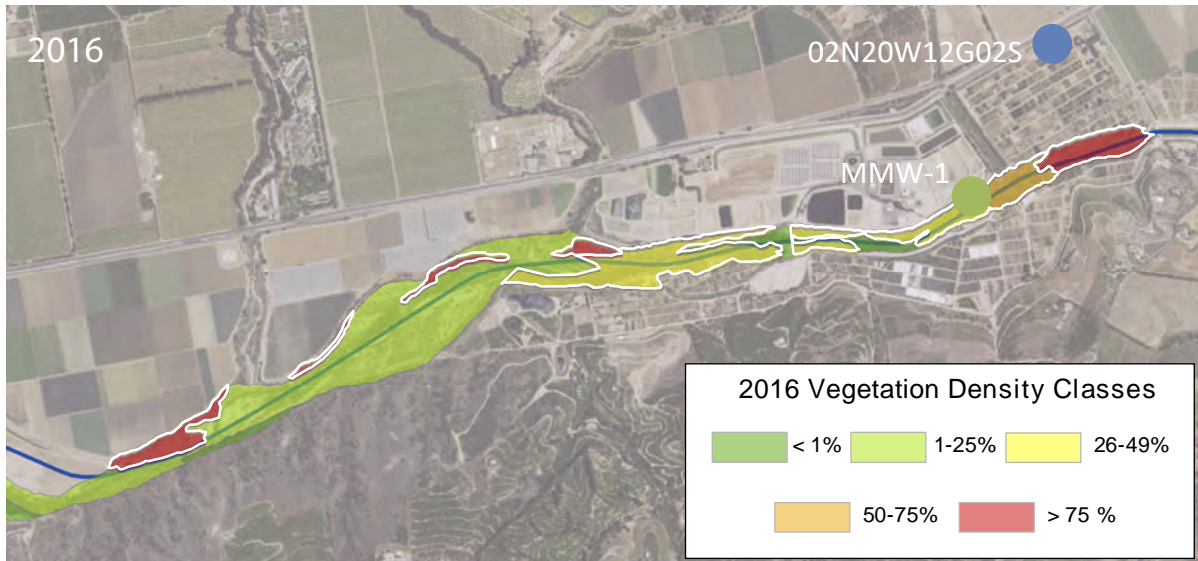 2016
02N20W12G02S
MMW-1
2016 Vegetation Density Classes
< 1%
1-25%
26-49%
50-75%
> 75 %